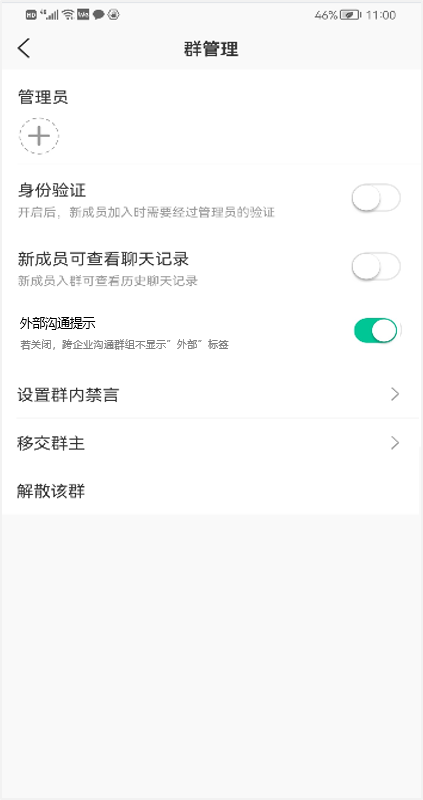 HD 4G 46% 11:00
群管理
管理员
身份验证
开启后，新成员加入时需要经过管理员的验证
新成员可查看聊天记录
新成员入群可查看历史聊天记录
外部沟通提示
若关闭，跨企业沟通群组不显示“外部”标签
设置群内禁言
移交群主
解散该群